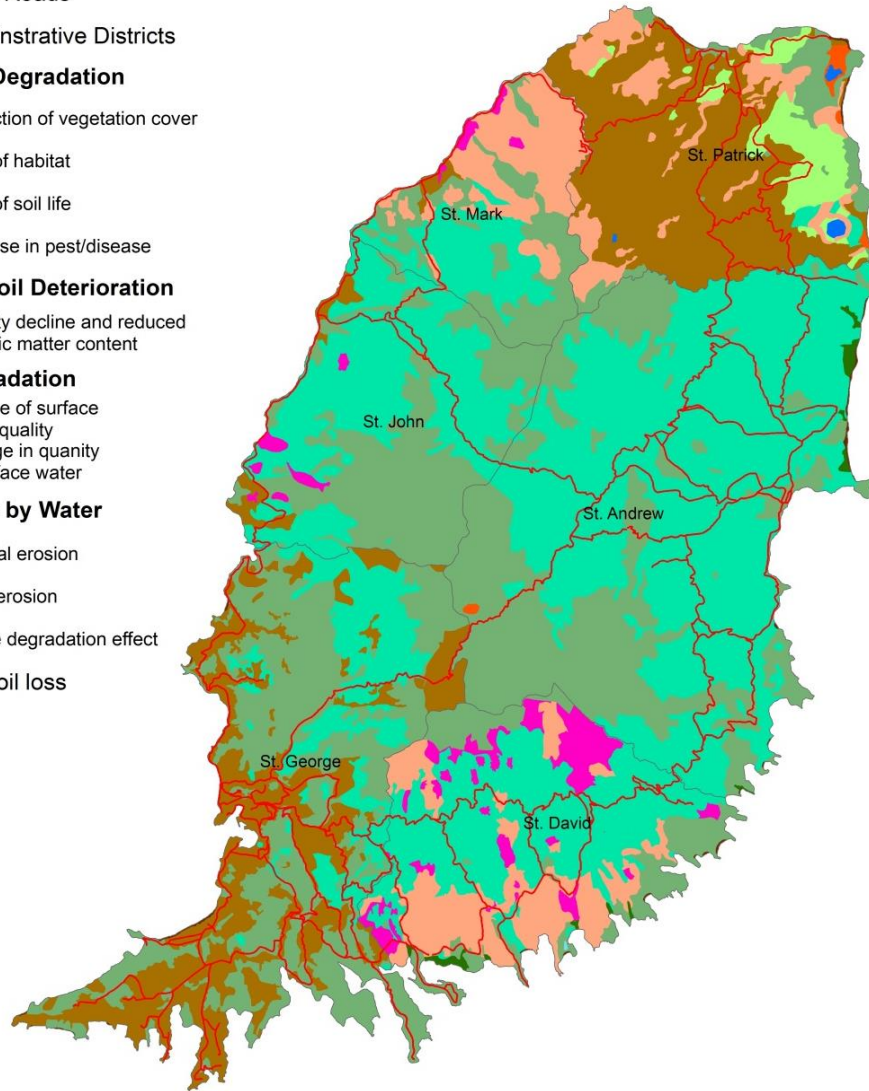 Roads
nstrative Districts
Degradation
ction of vegetation cover
of habitat
of soil life
se in pest/disease
oil Deterioration
ty decline and reduced
ic matter content
adation
e of surface
quality
ge in quanity
face water
by Water
al erosion
erosion
e degradation effect
oil loss
St. Patrick
St. Mark
St. John
St. Andrew
St. George
St. David